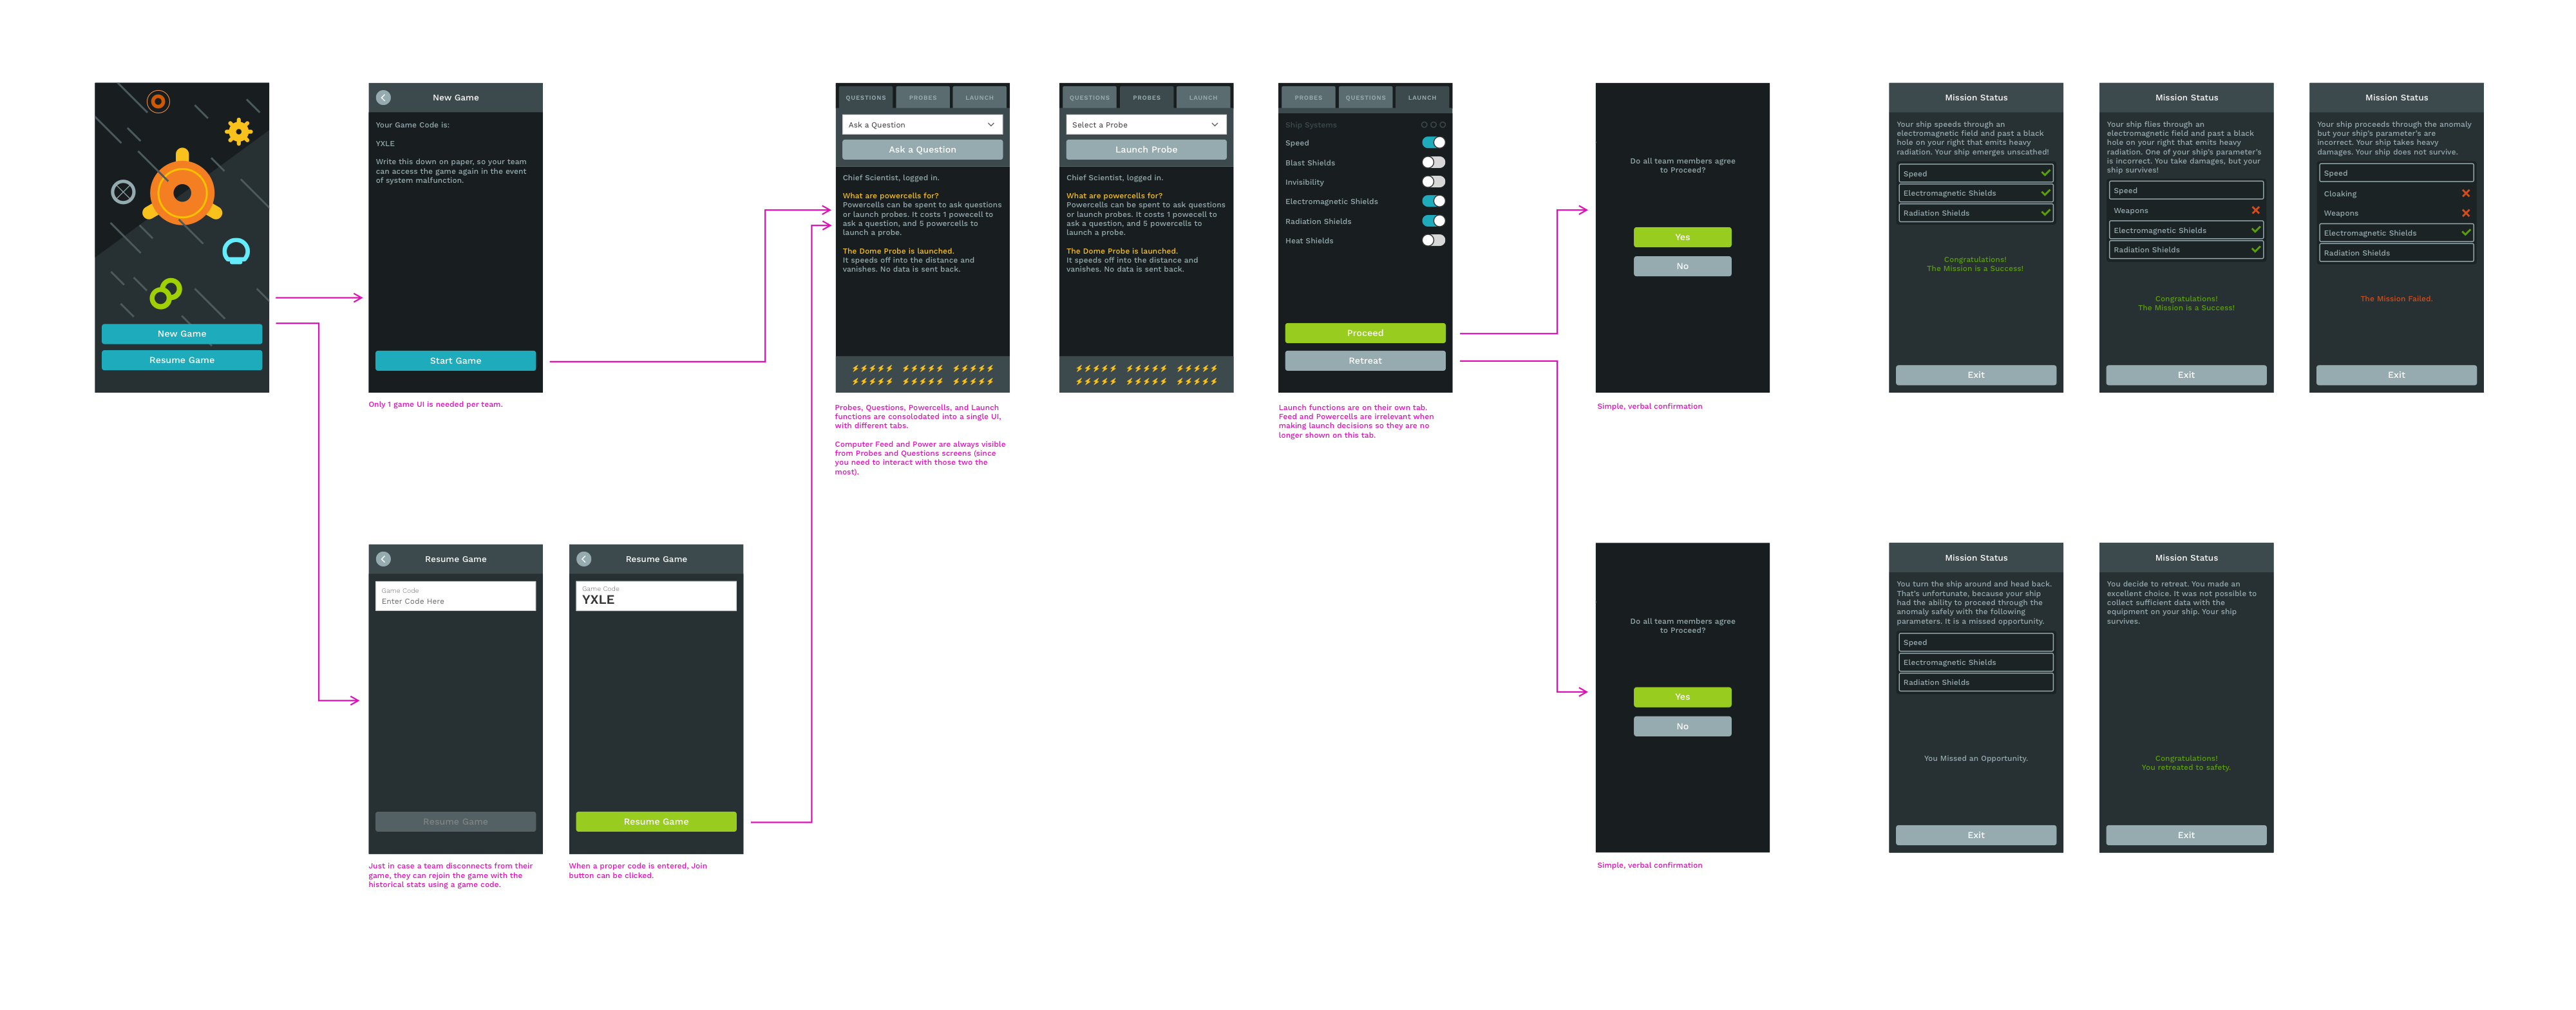 New Game
Resume Game
New Game
Your Game Code is:
YXLE
Write this down on paper, so your team
can access the game again in the event
of system malfunction.
Start Game
Only 1 game UI is needed per team.
QUESTIONS
PROBES
LAUNCH
Ask a Question
Ask a Question
Chief Scientist, logged in.
What are powercells for?
Powercells can be spent to ask questions
or launch probes. It costs 1 powecell to
ask a question, and 5 powercells to
launch a probe.
The Dome Probe is launched.
It speeds off into the distance and
vanishes. No data is sent back.
Probes, Questions, Powercells, and Launch
functions are consolodated into a single UI,
with different tabs.
Computer Feed and Power are always visible
from Probes and Questions screens (since
you need to interact with those two the
most).
QUESTIONS
PROBES
LAUNCH
Select a Probe
Launch Probe
Chief Scientist, logged in.
What are powercells for?
Powercells can be spent to ask questions
or launch probes. It costs 1 powecell to
ask a question, and 5 powercells to
launch a probe.
The Dome Probe is launched.
It speeds off into the distance and
vanishes. No data is sent back.
PROBES
QUESTIONS
LAUNCH
Ship Systems
Speed
Blast Shields
Invisibility
Electromagnetic Shields
Radiation Shields
Heat Shields
Proceed
Retreat
Launch functions are on their own tab.
Feed and Powercells are irrelevant when
making launch decisions so they are no
longer shown on this tab.
Do all team members agree
to Proceed?
Yes
No
Simple, verbal confirmation
Mission Status
Your ship speeds through an
electromagnetic field and past a black
hole on your right that emits heavy
radiation. Your ship emerges unscathed!
Speed
Electromagnetic Shields
Radiation Shields
Congratulations!
The Mission is a Success!
Exit
Mission Status
Your ship flies through an
electromagnetic field and past a black
hole on your right that emits heavy
radiation. One of your ship's parameter's
is incorrect. You take damages, but your
ship survives!
Speed
Weapons
Electromagnetic Shields
Radiation Shields
Congratulations!
The Mission is a Success!
Exit
Mission Status
Your ship proceeds through the anomaly
but your ship's parameter's are
incorrect. Your ship takes heavy
damages. Your ship does not survive.
Speed
Cloaking
Weapons
Electromagnetic Shields
Radiation Shields
The Mission Failed.
Exit
Resume Game
Game Code
Enter Code Here
Resume Game
Just in case a team disconnects from their
game, they can rejoin the game with the
historical stats using a game code.
Resume Game
Game Code
YXLE
Resume Game
When a proper code is entered, Join
button can be clicked.
Do all team members agree
to Proceed?
Yes
No
Simple, verbal confirmation
Mission Status
You turn the ship around and head back.
That's unfortunate, because your ship
had the ability to proceed through the
anomaly safely with the following
parameters. It is a missed opportunity.
Speed
Electromagnetic Shields
Radiation Shields
You Missed an Opportunity.
Exit
Mission Status
You decide to retreat. You made an
excellent choice. It was not possible to
collect sufficient data with the
equipment on your ship. Your ship
survives.
Congratulations!
You retreated to safety.
Exit